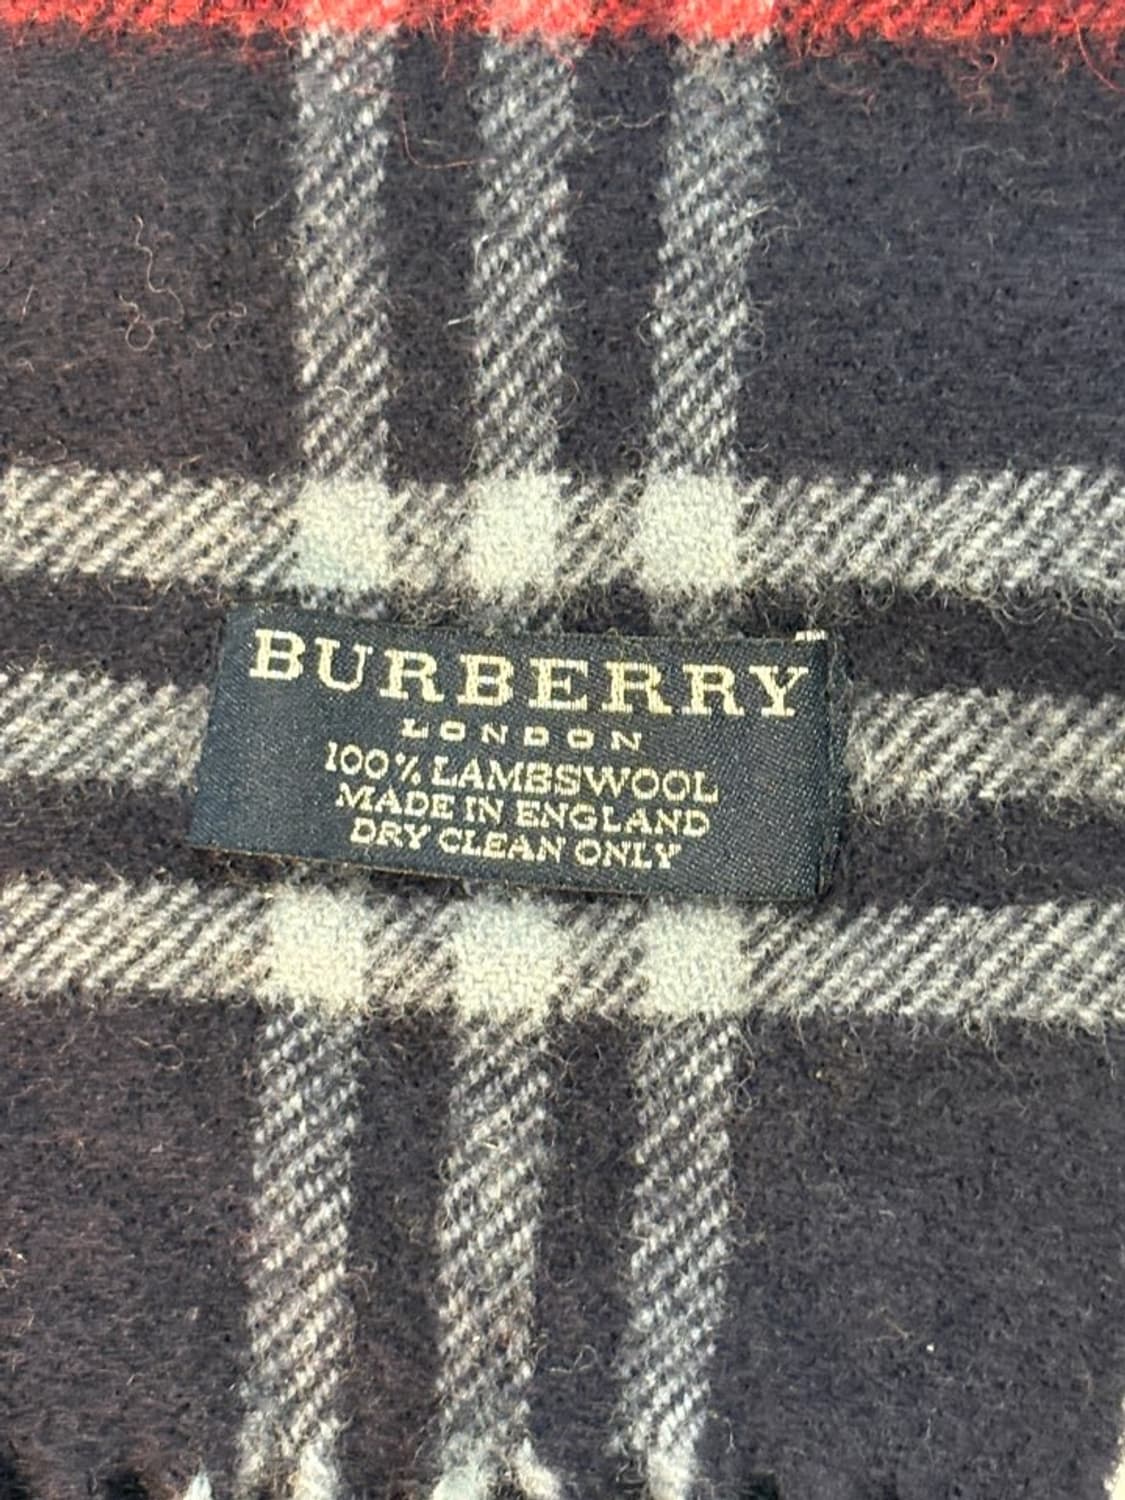 BURBERRY
LONDON
100% LAMBSWOOL
MADE IN ENGLAND
DRY CLEAN ONLY